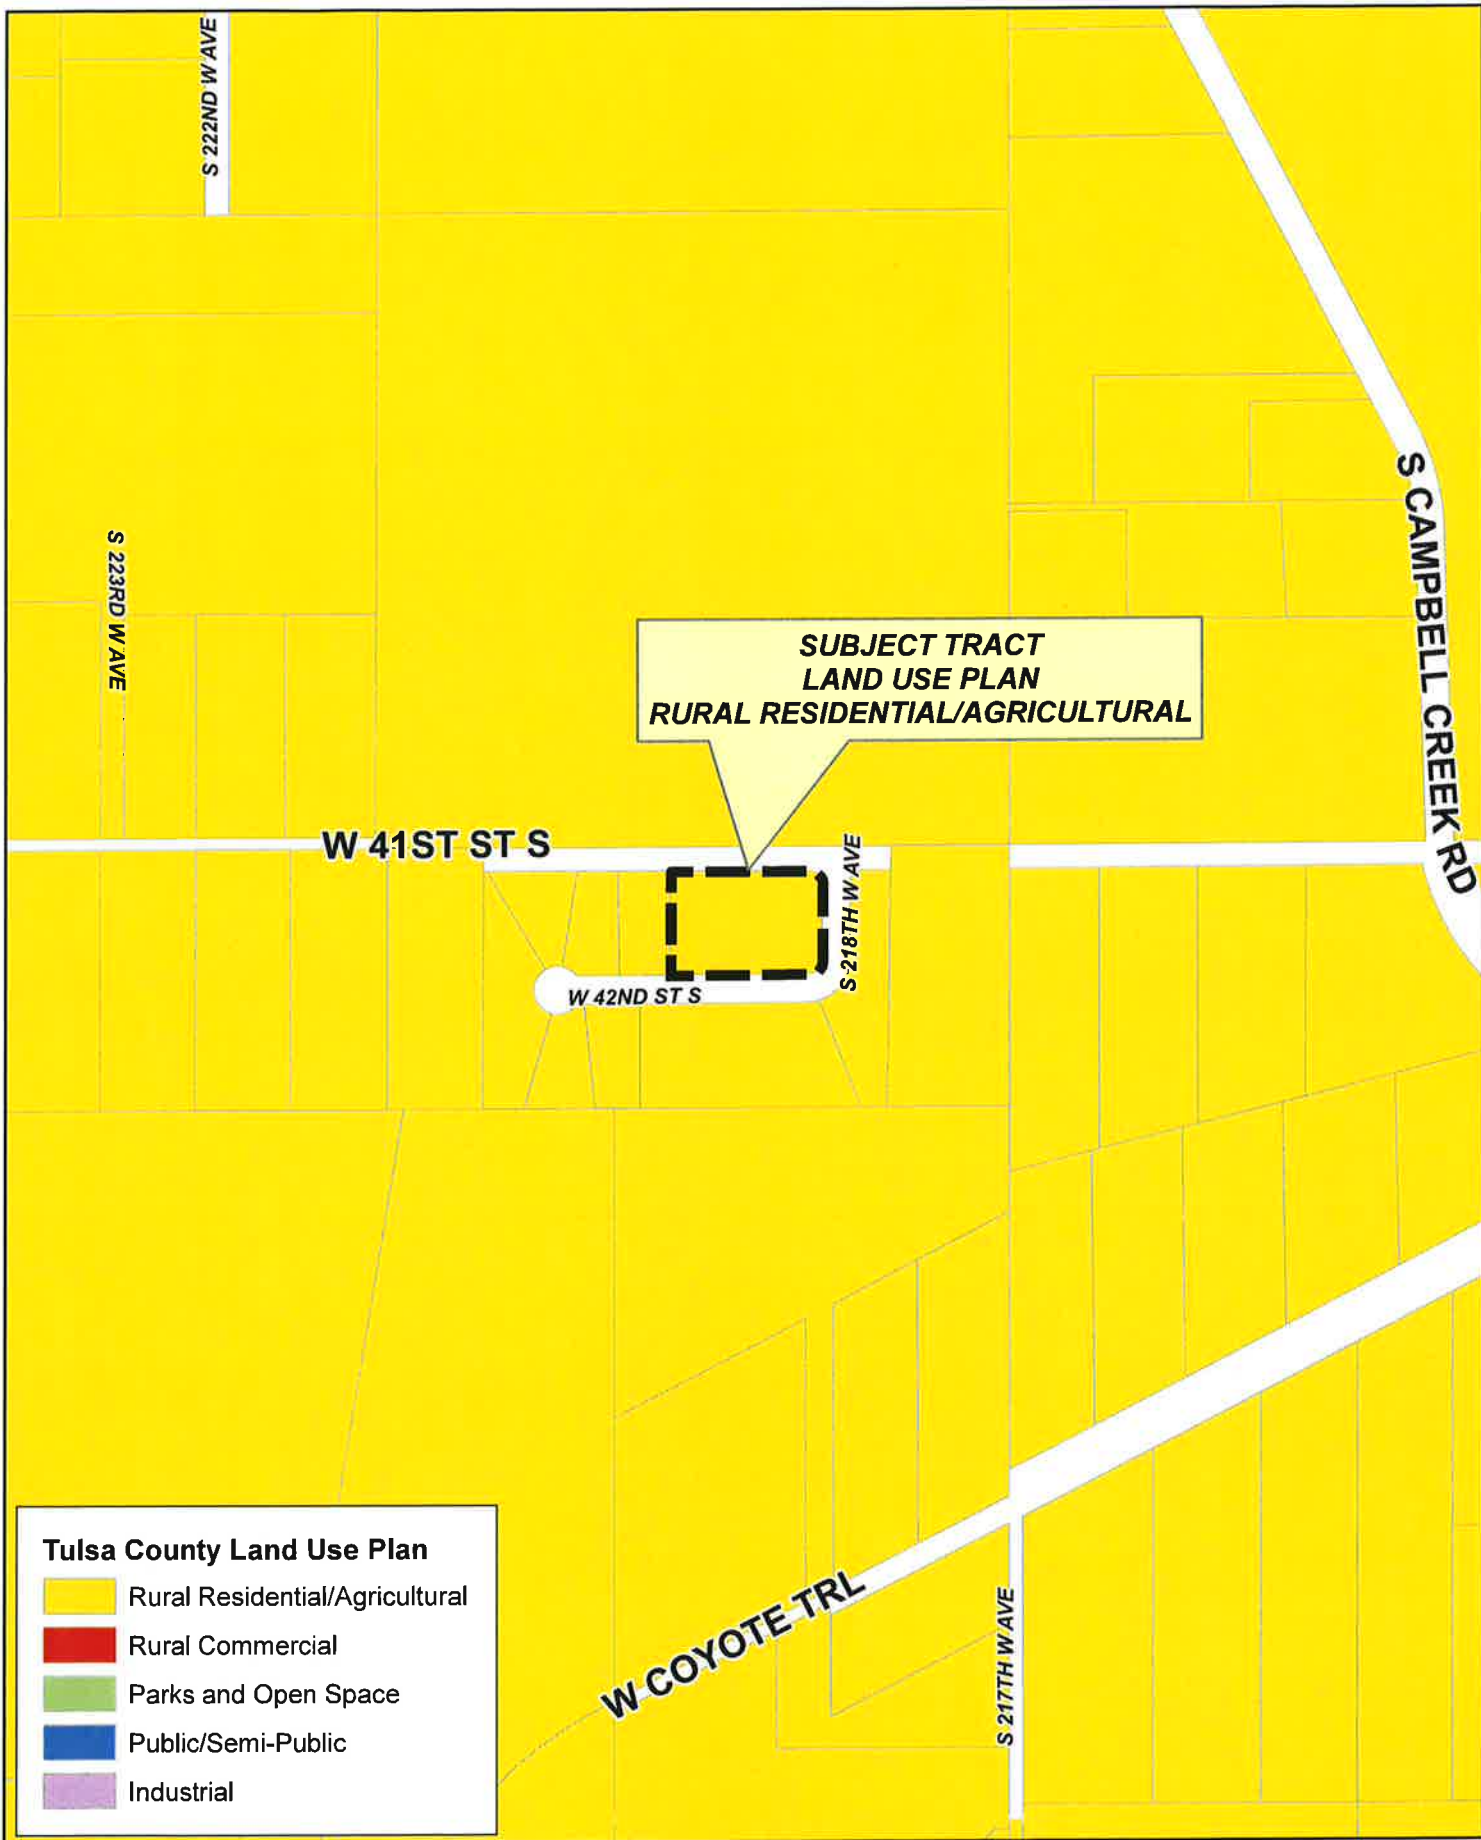 S 222ND W AVE
S CAMPBELL CREEK RD
S 223RD W AVE
SUBJECT TRACT
LAND USE PLAN
RURAL RESIDENTIAL/AGRICULTURAL
W 41ST ST S
S 218TH W AVE
W 42ND ST S
W COYOTE TRL
S 217TH W AVE
Tulsa County Land Use Plan
Rural Residential/Agricultural
Rural Commercial
Parks and Open Space
Public/Semi-Public
Industrial